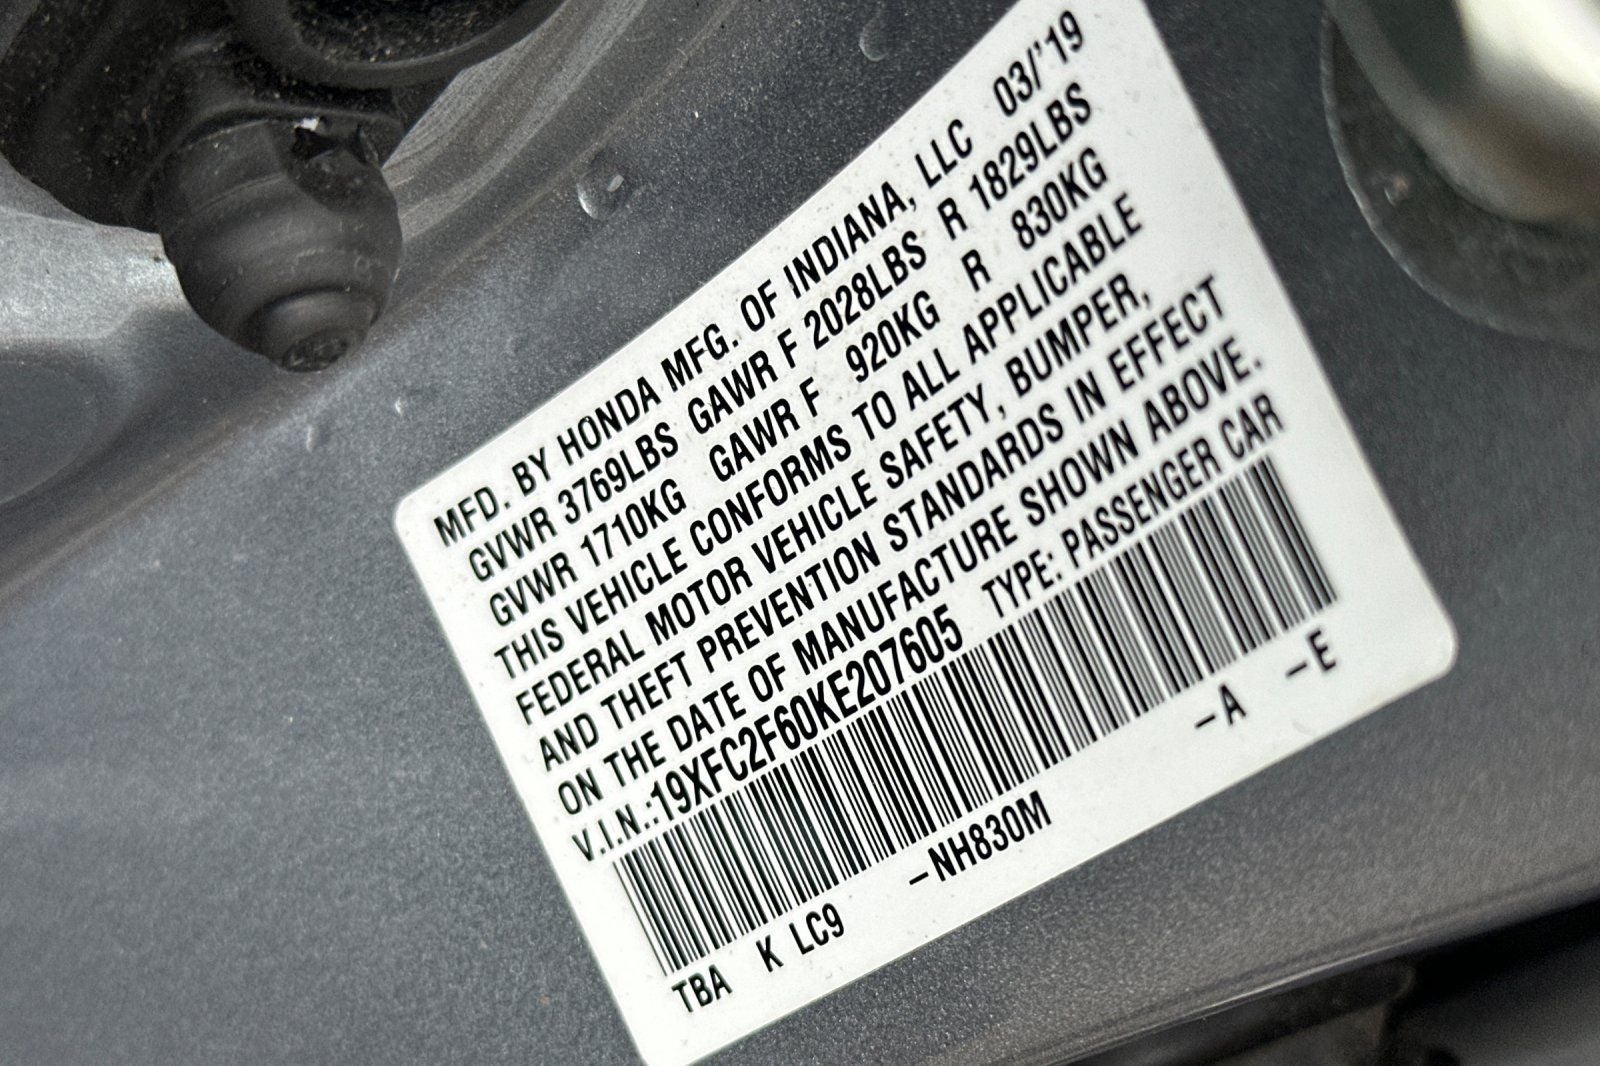 MFD. BY HONDA MFG. OF INDIANA, LLC 03/'19
GVWR 3769LBS GAWR F 2028LBS R 1829LBS
GVWR 1710KG GAWR F 920KG R 830KG
THIS VEHICLE CONFORMS TO ALL APPLICABLE
FEDERAL MOTOR VEHICLE SAFETY, BUMPER,
AND THEFT PREVENTION STANDARDS IN EFFECT
ON THE DATE OF MANUFACTURE SHOWN ABOVE.
V.I.N.:19XFC2F60KE207605 TYPE: PASSENGER CAR
TBA K LC9 –NH830M –A –E